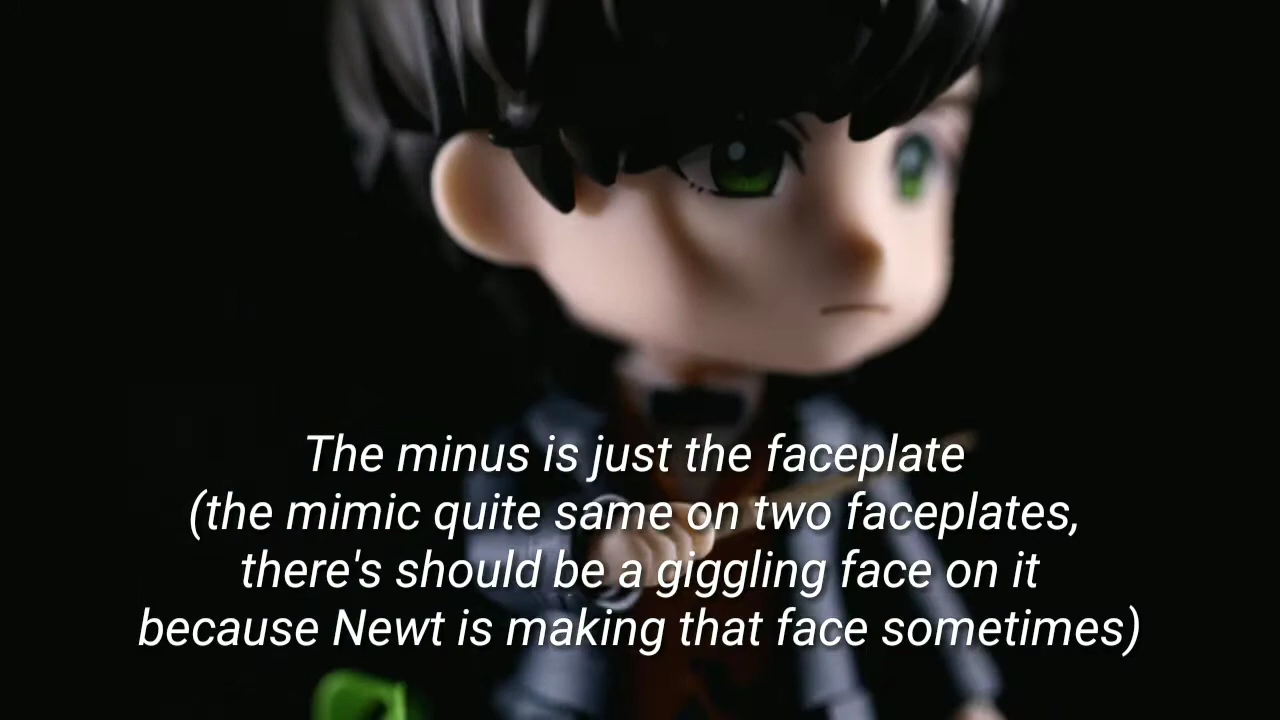 The minus is just the faceplate
(the mimic quite same on two faceplates,
there's should be a giggling face on it
because Newt is making that face sometimes)